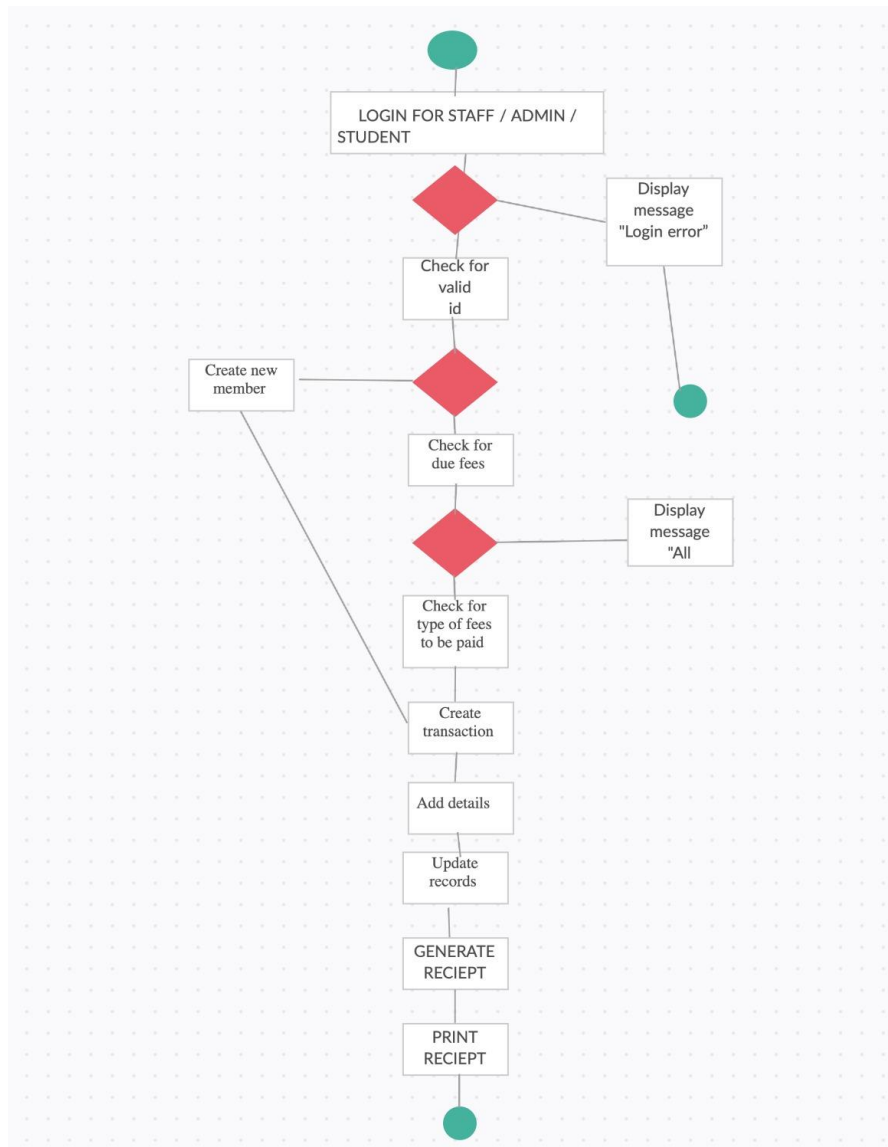 LOGIN FOR STAFF / ADMIN /
STUDENT
Display
message
"Login error”
Check for
valid
id
Create new
member
Check for
due fees
Display
message
"All
Check for
type of fees
to be paid
Create
transaction
Add details
Update
records
GENERATE
RECIEPT
PRINT
RECIEPT